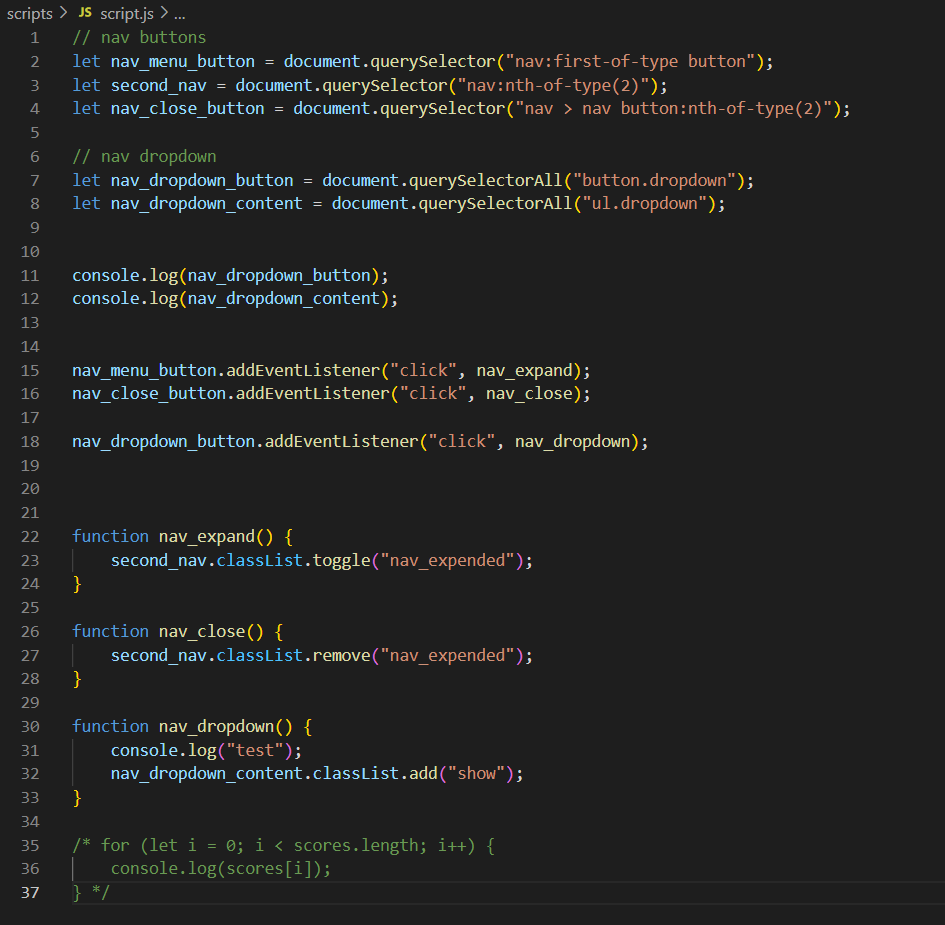 scripts > JS script.js > ...
1 // nav buttons
2 let nav_menu_button = document.querySelector("nav:first-of-type button");
3 let second_nav = document.querySelector("nav:nth-of-type(2)");
4 let nav_close_button = document.querySelector("nav > nav button:nth-of-type(2)");
5
6 // nav dropdown
7 let nav_dropdown_button = document.querySelectorAll("button.dropdown");
8 let nav_dropdown_content = document.querySelectorAll("ul.dropdown");
9
10
11 console.log(nav_dropdown_button);
12 console.log(nav_dropdown_content);
13
14
15 nav_menu_button.addEventListener("click", nav_expand);
16 nav_close_button.addEventListener("click", nav_close);
17
18 nav_dropdown_button.addEventListener("click", nav_dropdown);
19
20
21
22 function nav_expand() {
23     second_nav.classList.toggle("nav_expended");
24 }
25
26 function nav_close() {
27     second_nav.classList.remove("nav_expended");
28 }
29
30 function nav_dropdown() {
31     console.log("test");
32     nav_dropdown_content.classList.add("show");
33 }
34
35 /* for (let i = 0; i < scores.length; i++) {
36     console.log(scores[i]);
37 } */